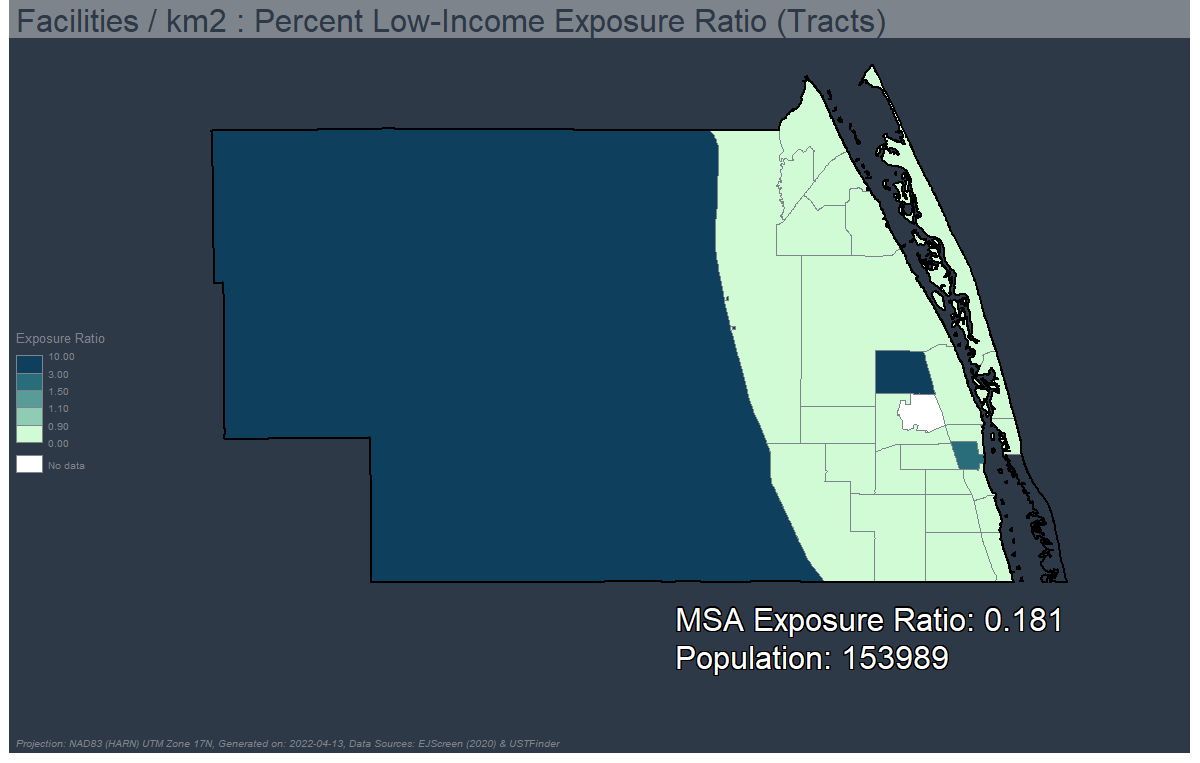 Facilities / km2 : Percent Low-Income Exposure Ratio (Tracts)
Exposure Ratio
10.00
3.00
1.50
1.10
0.90
0.00
No data
MSA Exposure Ratio: 0.181
Population: 153989
Projection: NAD83 (HARN) UTM Zone 17N, Generated on: 2022-04-13, Data Sources: EJScreen (2020) & USTFinder